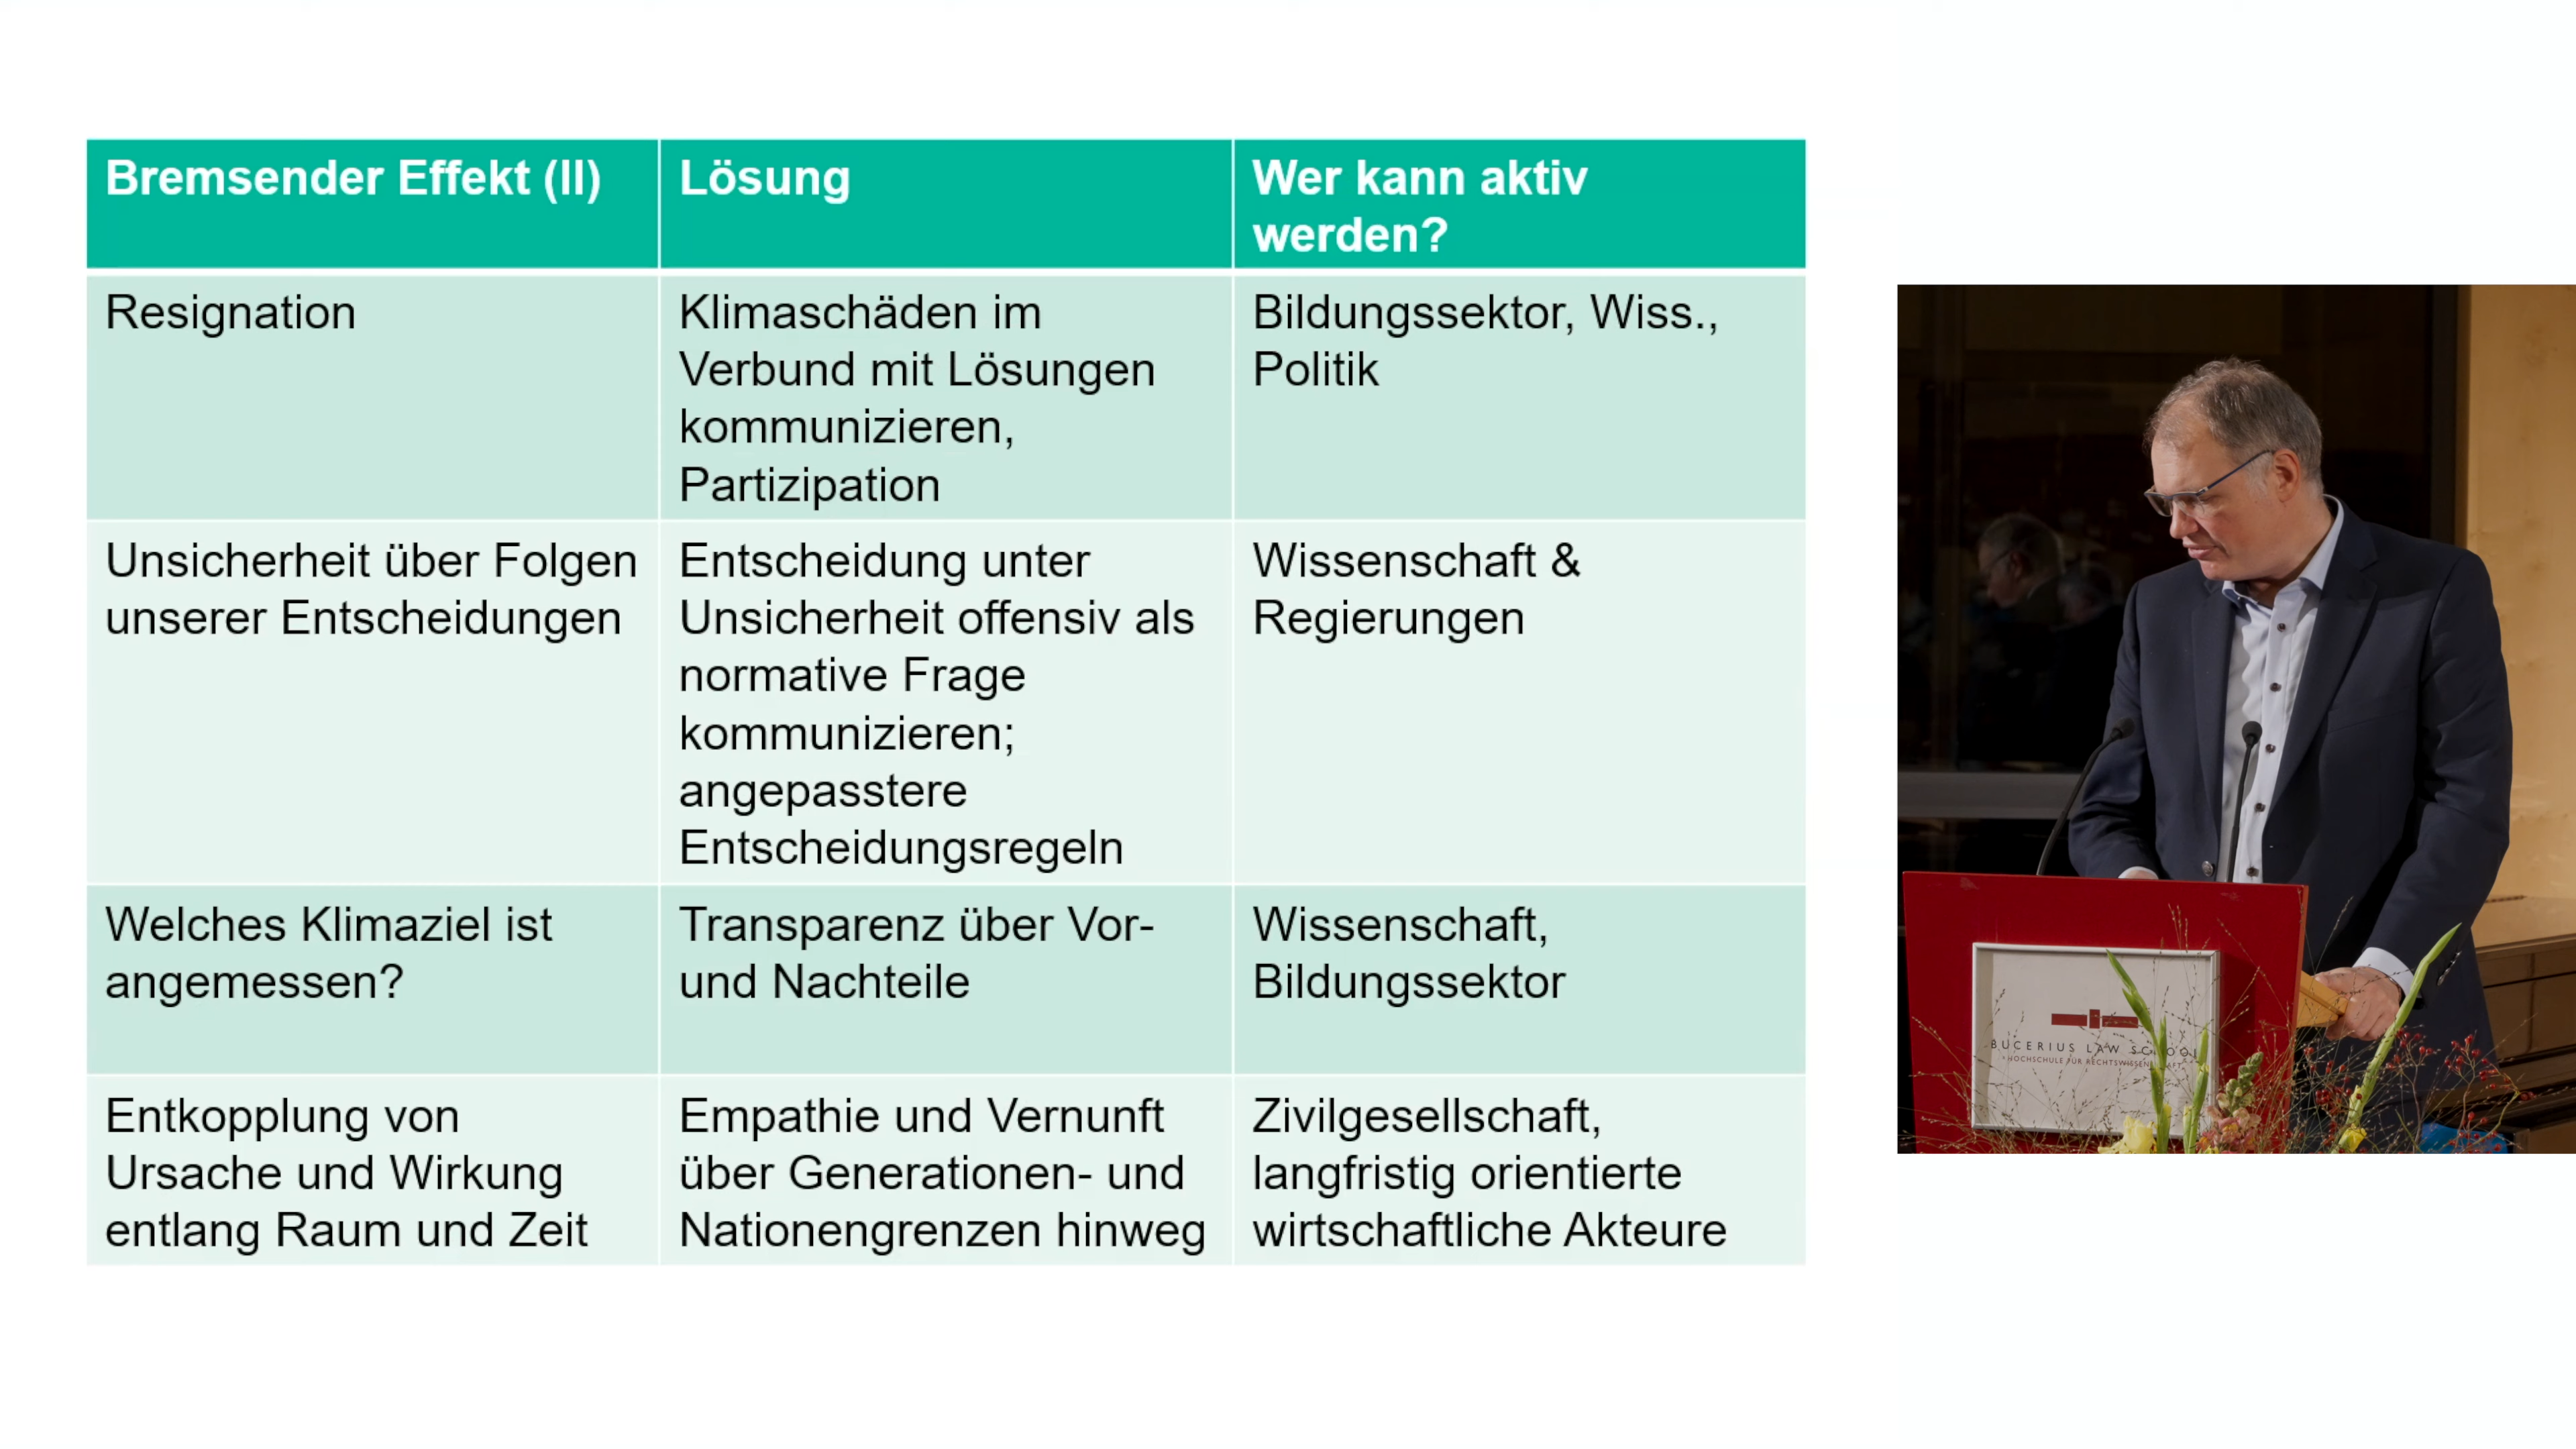 Bremsender Effekt (II)
Lösung
Wer kann aktiv
werden?
Resignation
Klimaschäden im
Verbund mit Lösungen
kommunizieren,
Partizipation
Bildungssektor, Wiss.,
Politik
Unsicherheit über Folgen
unserer Entscheidungen
Entscheidung unter
Unsicherheit offensiv als
normative Frage
kommunizieren;
angepasstere
Entscheidungsregeln
Wissenschaft &
Regierungen
Welches Klimaziel ist
angemessen?
Transparenz über Vor-
und Nachteile
Wissenschaft,
Bildungssektor
Entkopplung von
Ursache und Wirkung
entlang Raum und Zeit
Empathie und Vernunft
über Generationen- und
Nationengrenzen hinweg
Zivilgesellschaft,
langfristig orientierte
wirtschaftliche Akteure
BUCERIUS LAW SCHOOL
HOCHSCHULE FÜR